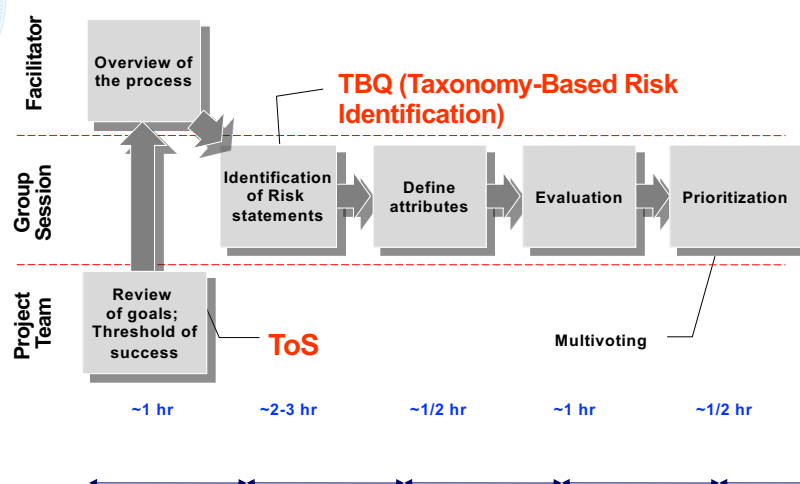 Facilitator
Overview of
the process
TBQ (Taxonomy-Based Risk
Identification)
Group
Session
Identification
of Risk
statements
Define
attributes
Evaluation
Prioritization
Project
Team
Review
of goals;
Threshold of
success
ToS
Multivoting
~1 hr
~2-3 hr
~1/2 hr
~1 hr
~1/2 hr